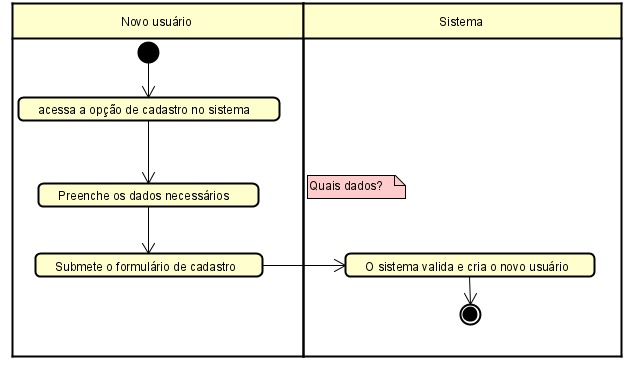 Novo usuário
Sistema
acessa a opção de cadastro no sistema
Preenche os dados necessários
Quais dados?
Submete o formulário de cadastro
O sistema valida e cria o novo usuário